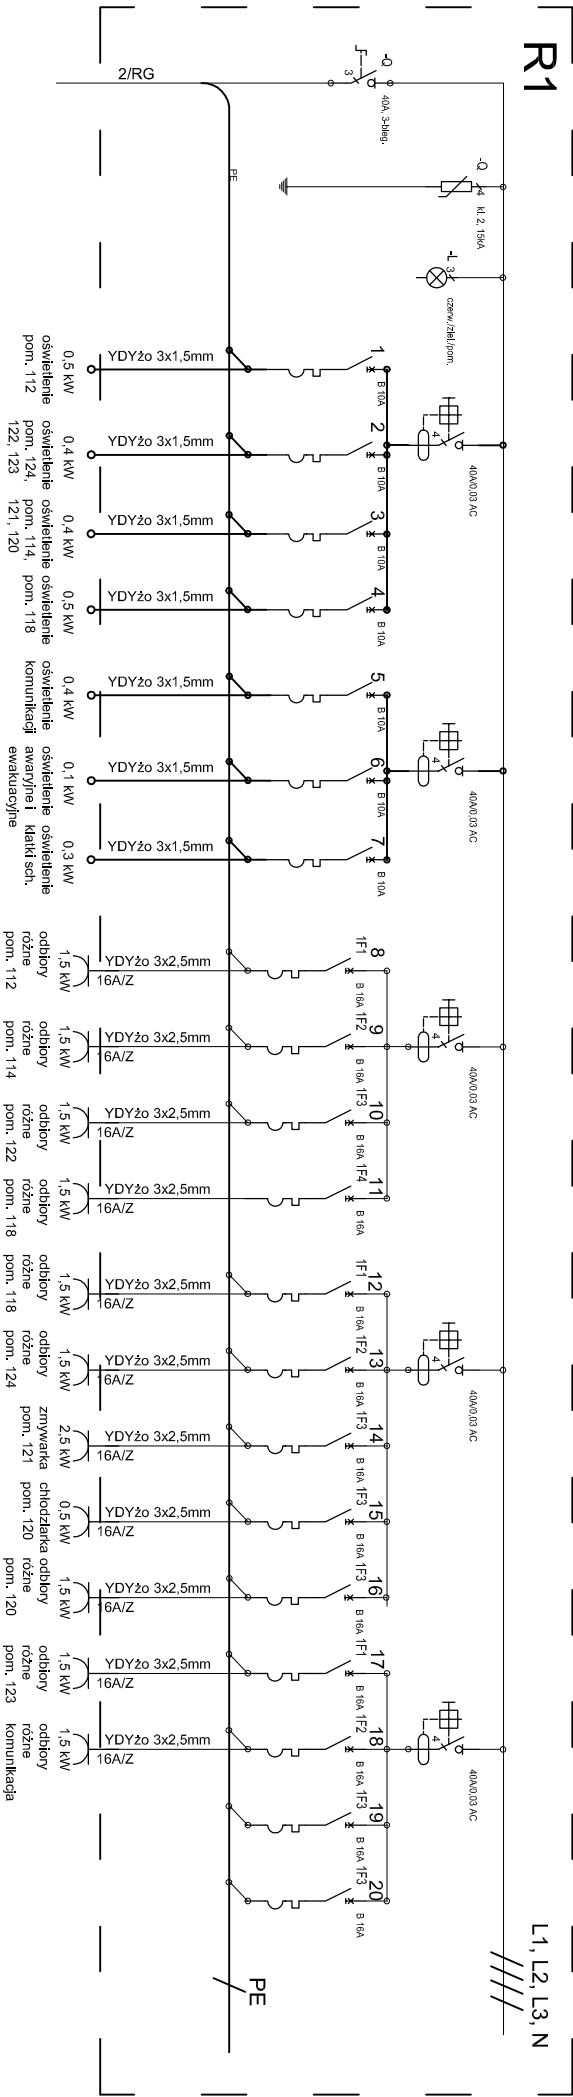 R1
2/RG
-Q
3
40A, 3-bieg.
PE
-Q
4
kl. 2, 15kA
-L
3
czerw./ziel./pom.
1
B 10A
YDYżo 3x1,5mm
0,5 kW
oświetlenie
pom. 112
4
40A/0,03 AC
2
B 10A
YDYżo 3x1,5mm
0,4 kW
oświetlenie
pom. 124,
122, 123
3
B 10A
YDYżo 3x1,5mm
0,4 kW
oświetlenie
pom. 114,
121, 120
4
B 10A
YDYżo 3x1,5mm
0,5 kW
oświetlenie
pom. 118
5
B 10A
YDYżo 3x1,5mm
0,4 kW
oświetlenie
komunikacji
4
40A/0,03 AC
6
B 10A
YDYżo 3x1,5mm
0,1 kW
oświetlenie
awaryjne i
ewakuacyjne
7
B 10A
YDYżo 3x1,5mm
0,3 kW
oświetlenie
klatki sch.
8
1F1
B 16A
YDYżo 3x2,5mm
16A/Z
1,5 kW
odbiory
różne
pom. 112
4
40A/0,03 AC
9
1F2
B 16A
YDYżo 3x2,5mm
16A/Z
1,5 kW
odbiory
różne
pom. 114
10
1F3
B 16A
YDYżo 3x2,5mm
16A/Z
1,5 kW
odbiory
różne
pom. 122
11
1F4
B 16A
YDYżo 3x2,5mm
16A/Z
1,5 kW
odbiory
różne
pom. 118
12
1F1
B 16A
YDYżo 3x2,5mm
16A/Z
1,5 kW
odbiory
różne
pom. 118
4
40A/0,03 AC
13
1F2
B 16A
YDYżo 3x2,5mm
16A/Z
1,5 kW
odbiory
różne
pom. 124
14
1F3
B 16A
YDYżo 3x2,5mm
16A/Z
2,5 kW
zmywarka
pom. 121
15
1F3
B 16A
YDYżo 3x2,5mm
16A/Z
0,5 kW
chłodziarka
pom. 120
16
1F3
B 16A
YDYżo 3x2,5mm
16A/Z
1,5 kW
odbiory
różne
pom. 120
17
1F1
B 16A
YDYżo 3x2,5mm
16A/Z
1,5 kW
odbiory
różne
pom. 123
4
40A/0,03 AC
18
1F2
B 16A
YDYżo 3x2,5mm
16A/Z
1,5 kW
odbiory
różne
komunikacja
19
1F3
B 16A
20
1F3
B 16A
L1, L2, L3, N
PE